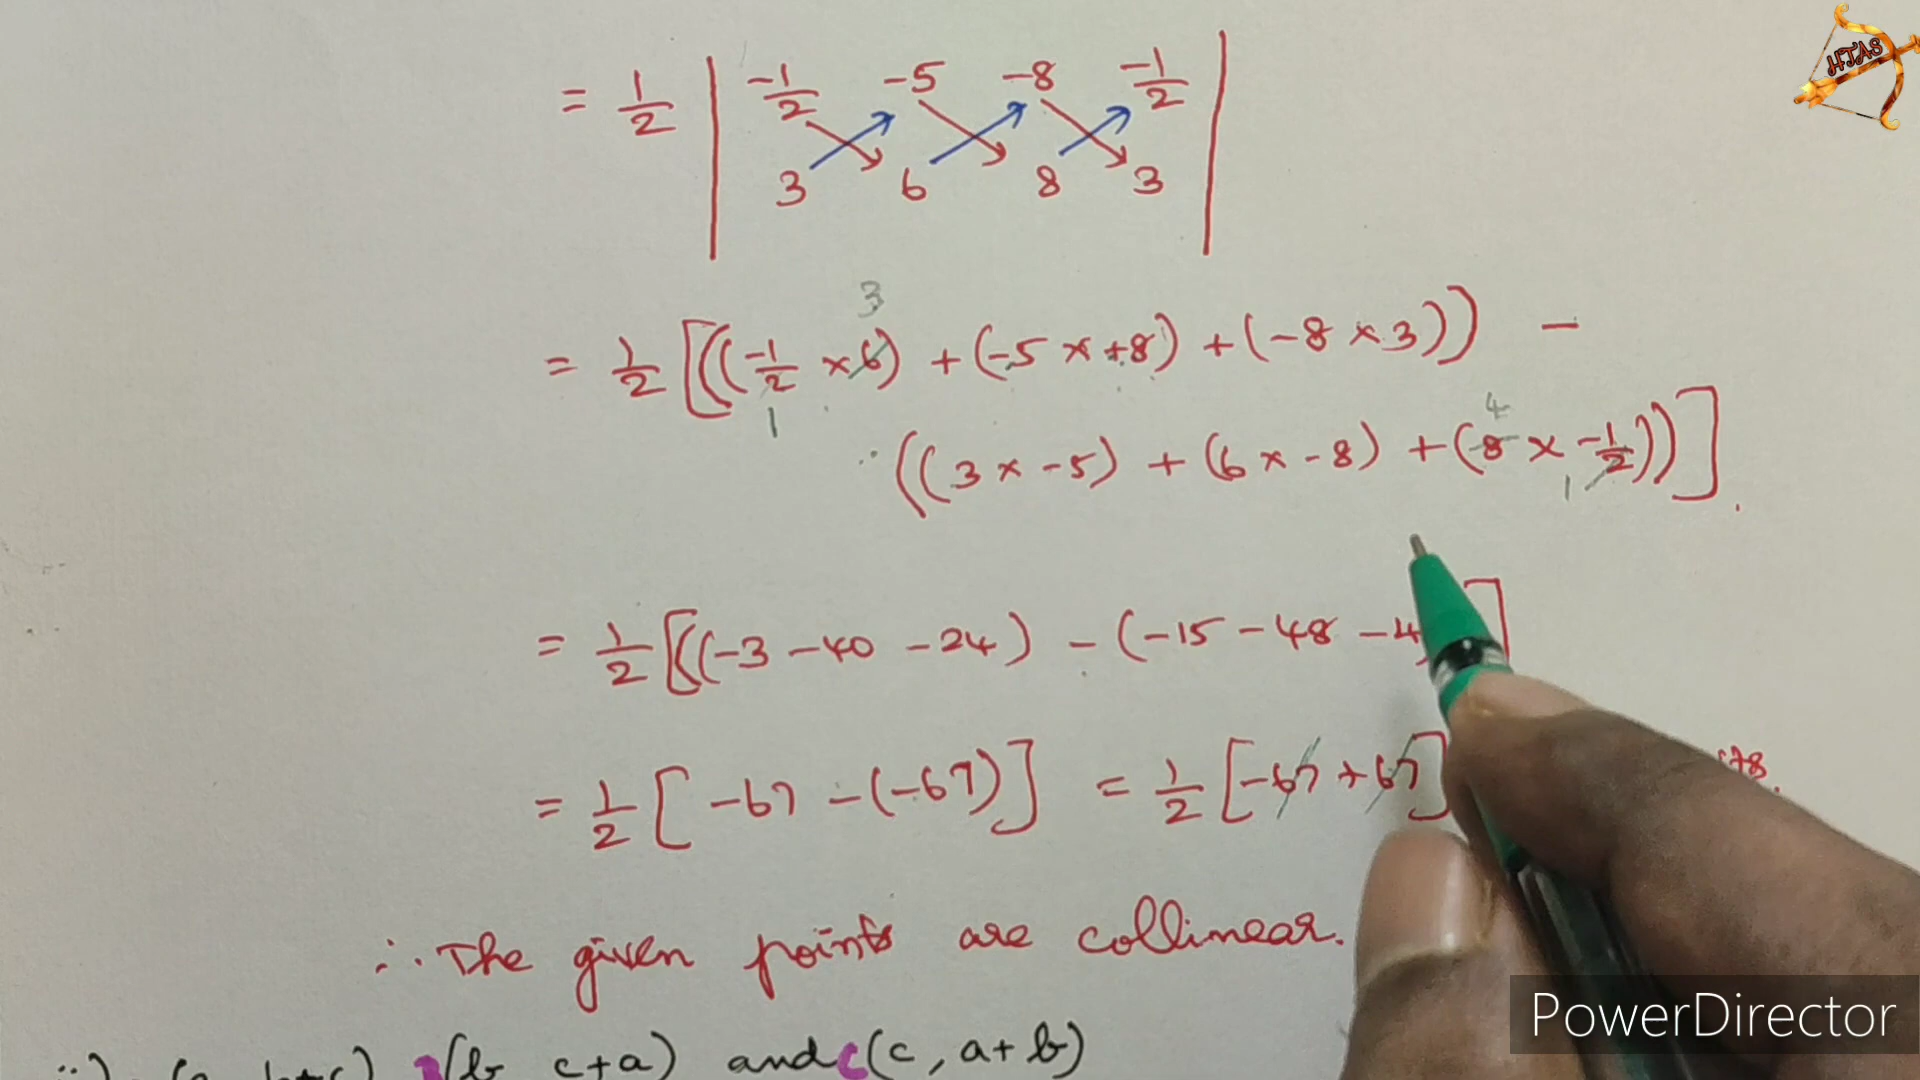 HTAS
= 1/2 | -1/2 -5 -8 -1/2 |
3 6 8 3
3
= 1/2 [((-1/2 × 6) + (-5 × +8) + (-8 × 3)) -
1 4
((3 × -5) + (6 × -8) + (8 × -1/2))].
1
= 1/2 [((-3 - 40 - 24) - (-15 - 48 - 4)]
= 1/2 [-67 - (-67)] = 1/2 [-67 + 67]
∴ The given points are collinear.
c+a) and C(c, a+b)
PowerDirector